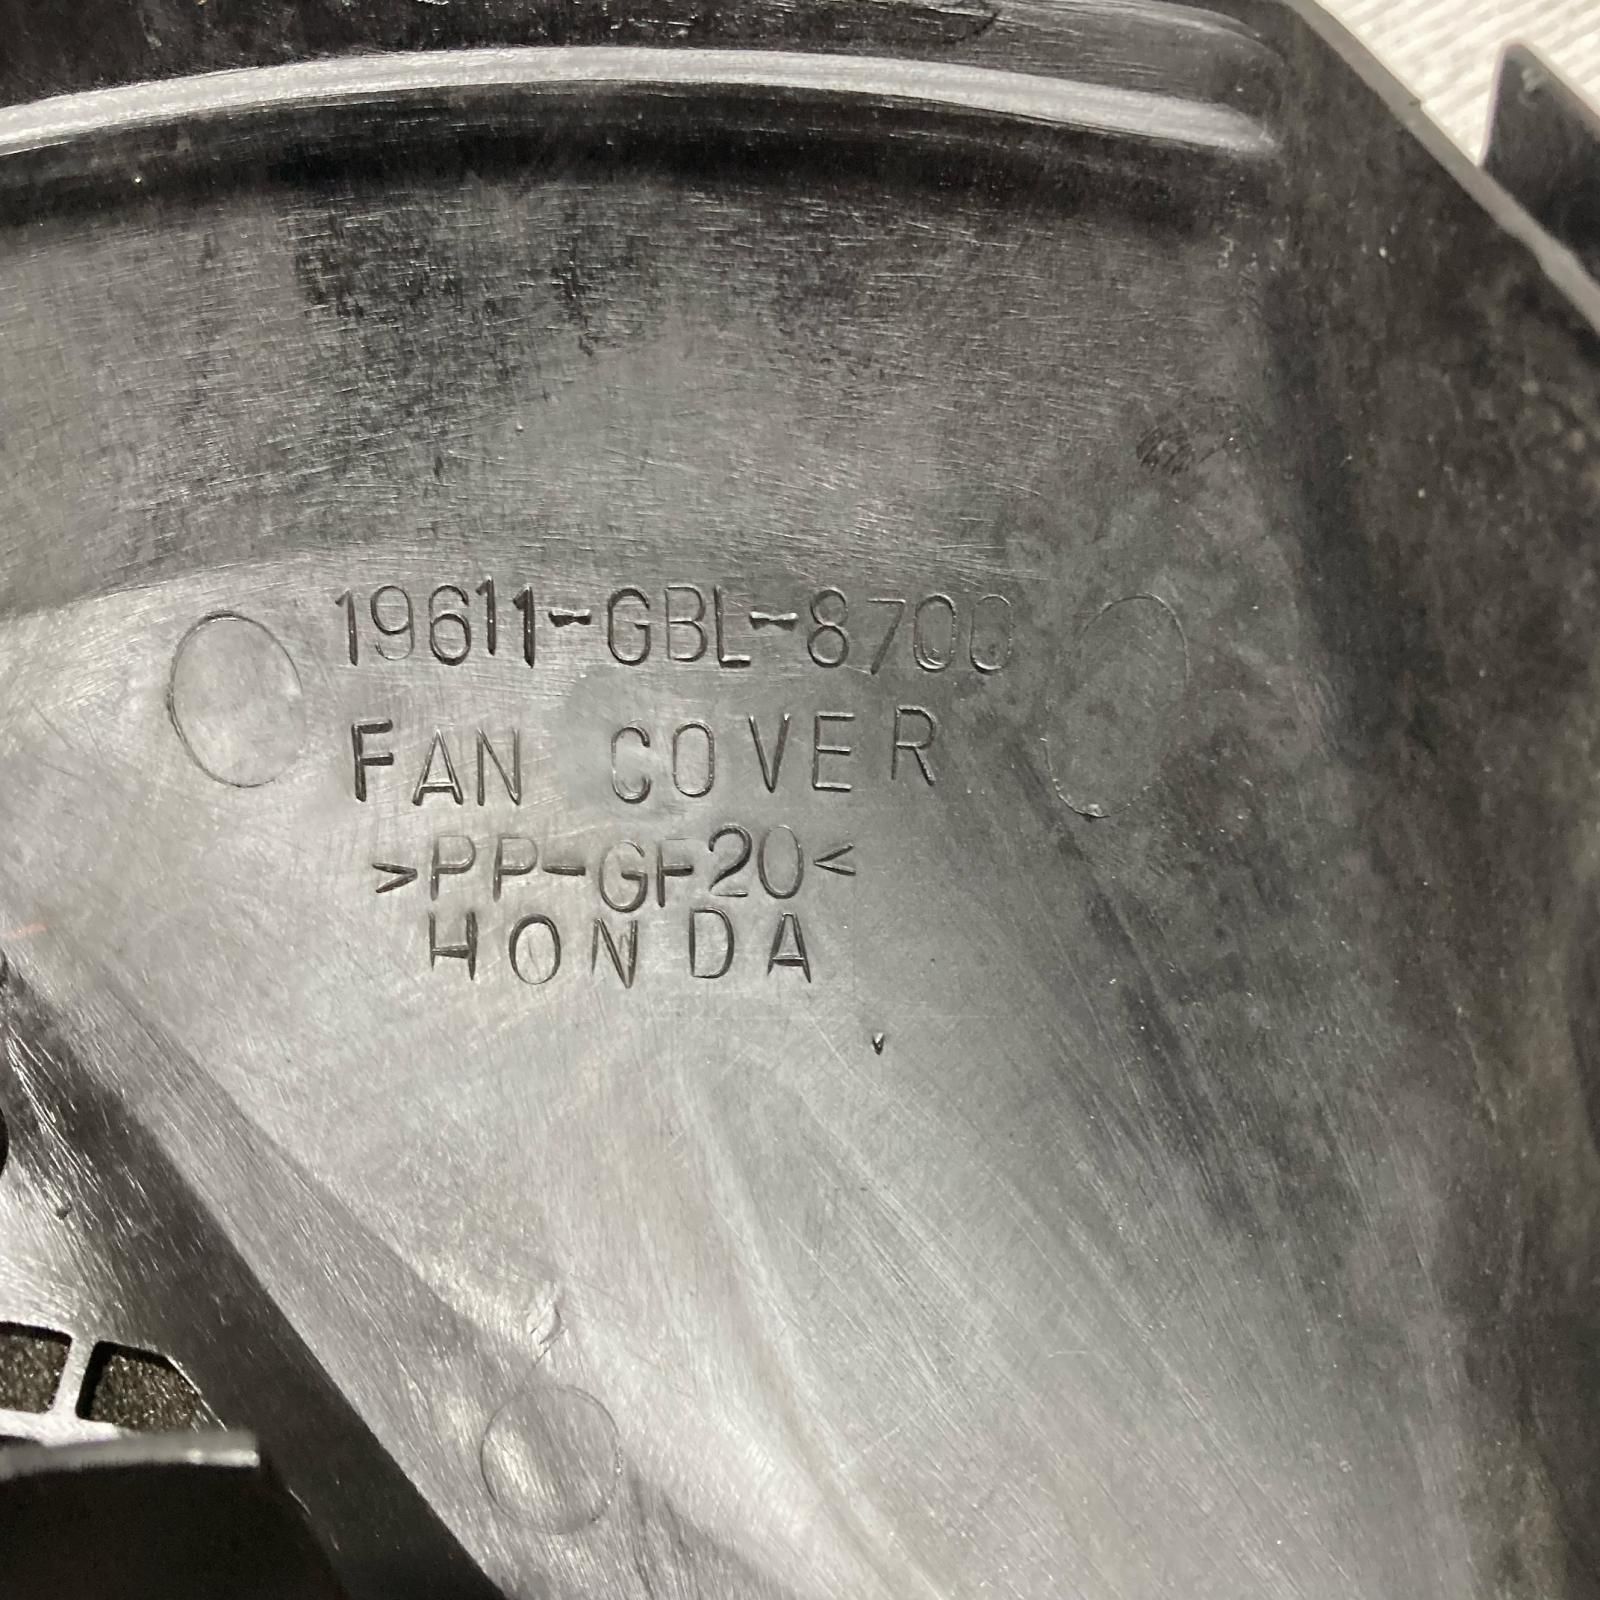 19611-GBL-8700
FAN COVER
>PP-GF20<
HONDA